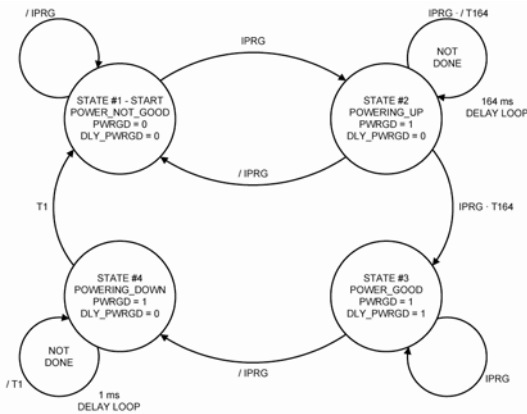 / IPRG
IPRG
IPRG · / T164
NOT
DONE
164 ms
DELAY LOOP
STATE #1 - START
POWER_NOT_GOOD
PWRGD = 0
DLY_PWRGD = 0
STATE #2
POWERING_UP
PWRGD = 1
DLY_PWRGD = 0
/ IPRG
T1
IPRG · T164
STATE #4
POWERING_DOWN
PWRGD = 1
DLY_PWRGD = 0
STATE #3
POWER_GOOD
PWRGD = 1
DLY_PWRGD = 1
NOT
DONE
/ T1
1 ms
DELAY LOOP
/ IPRG
IPRG